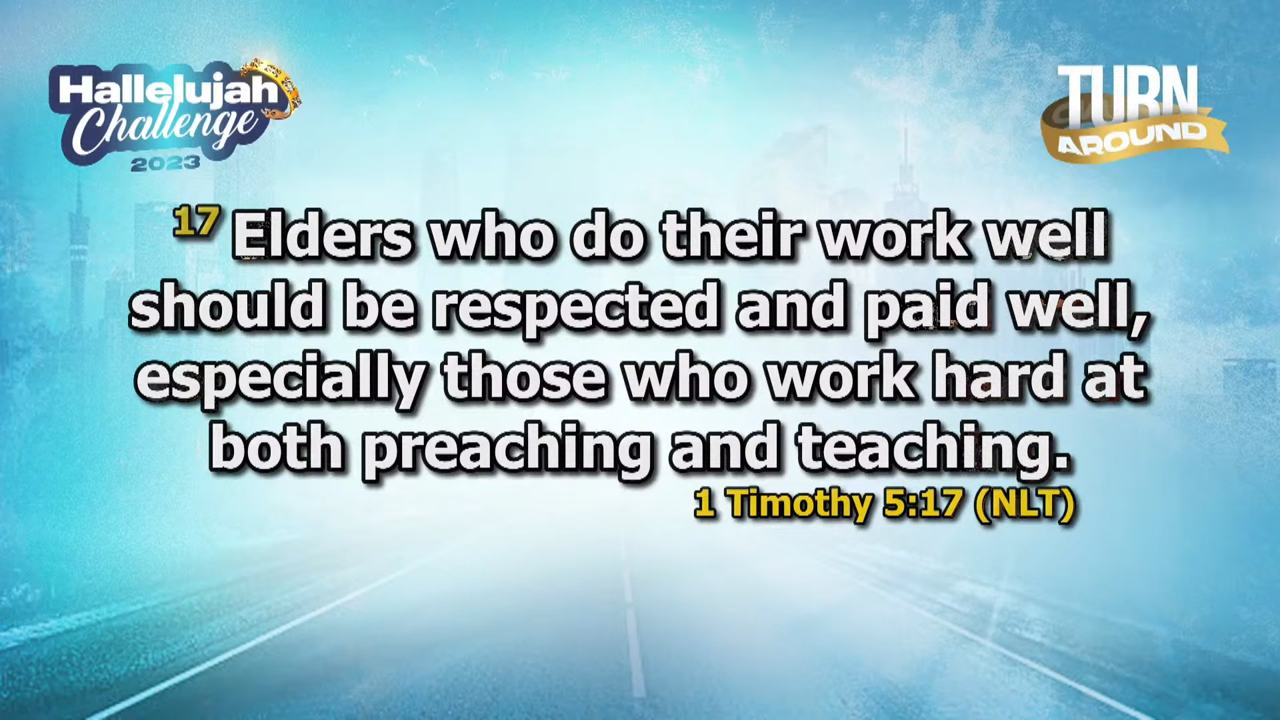 Hallelujah
Challenge
2023
TURN
AROUND
17 Elders who do their work well
should be respected and paid well,
especially those who work hard at
both preaching and teaching.
1 Timothy 5:17 (NLT)